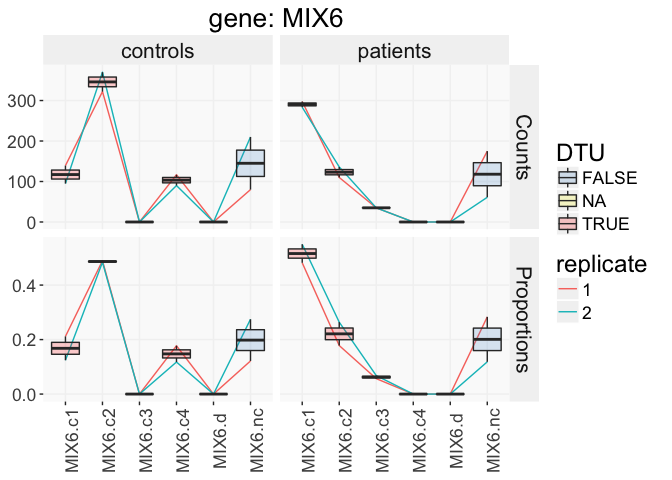 gene: MIX6
controls
patients
300
200
100
0
Counts
0.4
0.2
0.0
Proportions
MIX6.c1
MIX6.c2
MIX6.c3
MIX6.c4
MIX6.d
MIX6.nc
MIX6.c1
MIX6.c2
MIX6.c3
MIX6.c4
MIX6.d
MIX6.nc
DTU
FALSE
NA
TRUE
replicate
1
2